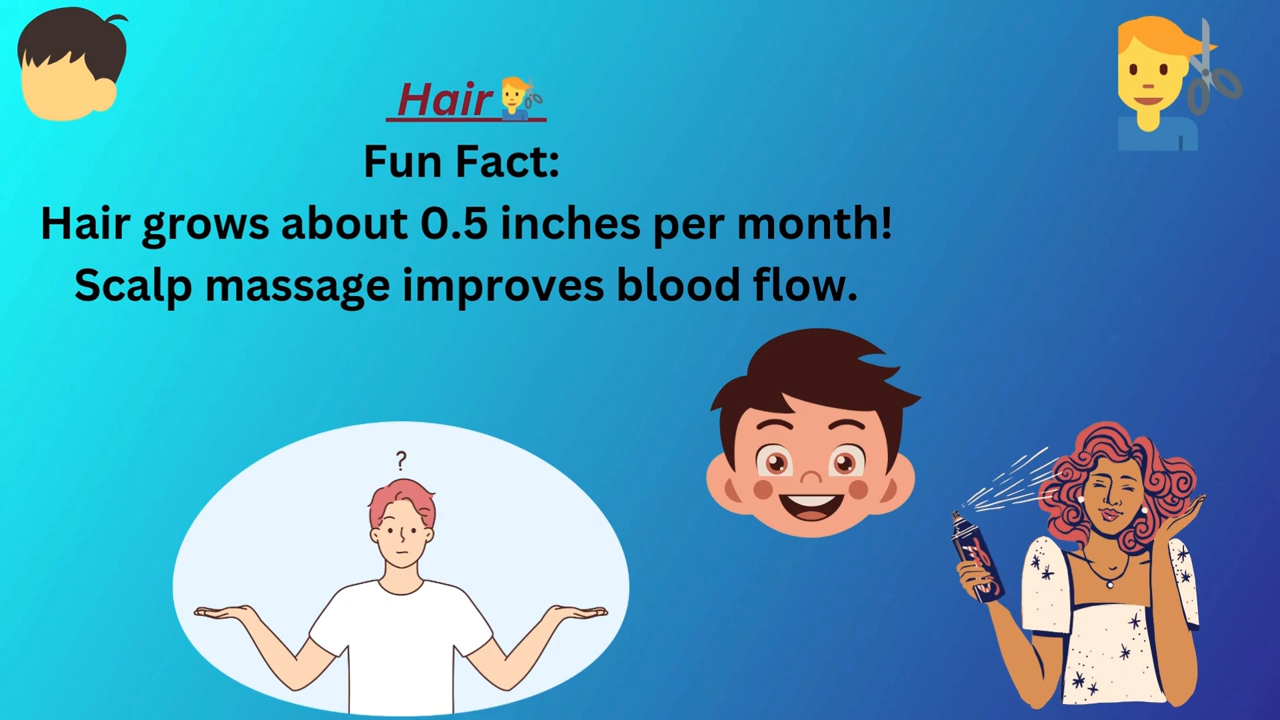 Hair
Fun Fact:
Hair grows about 0.5 inches per month!
Scalp massage improves blood flow.
?